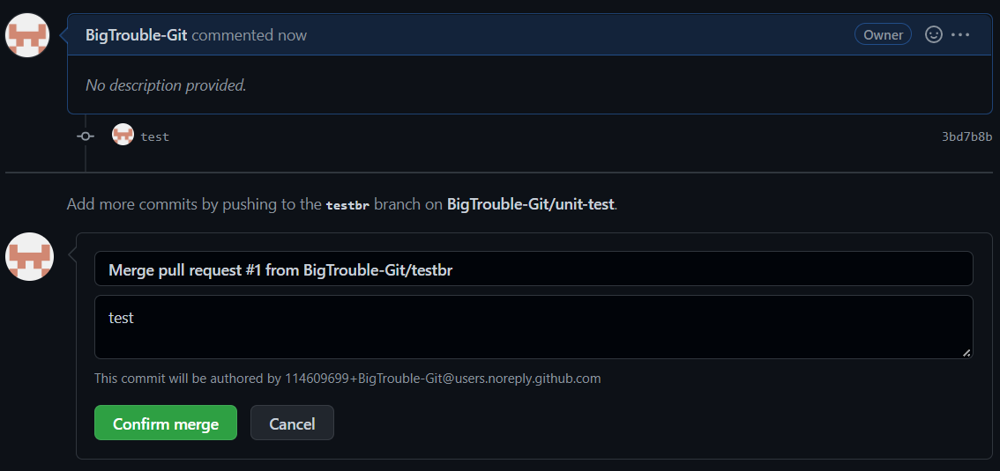 BigTrouble-Git commented now Owner
No description provided.
test 3bd7b8b
Add more commits by pushing to the testbr branch on BigTrouble-Git/unit-test.
Merge pull request #1 from BigTrouble-Git/testbr
test
This commit will be authored by 114609699+BigTrouble-Git@users.noreply.github.com
Confirm merge Cancel